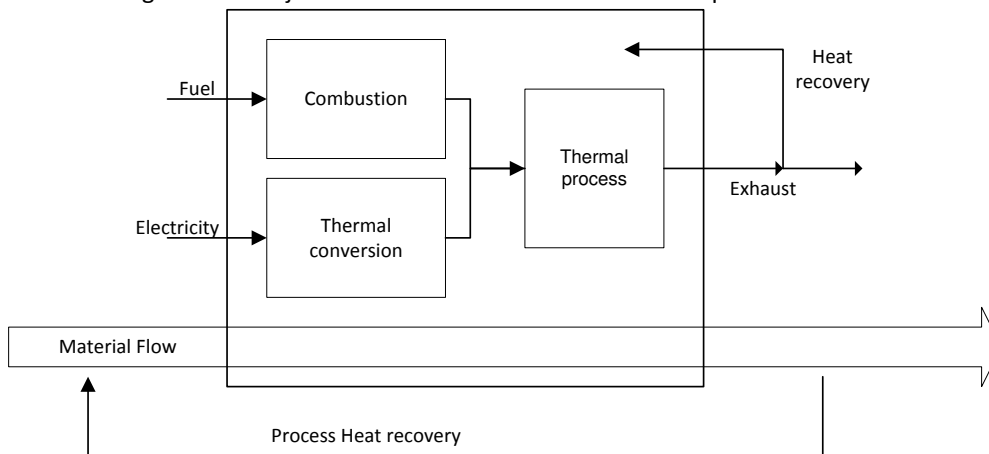 Heat
recovery
Fuel
Combustion
Thermal
process
Exhaust
Electricity
Thermal
conversion
Material Flow
Process Heat recovery